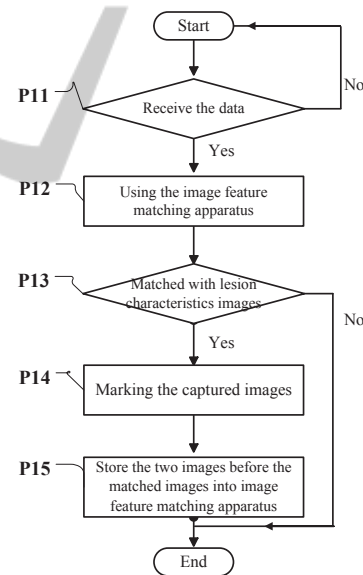 Start
P11
Receive the data
No
Yes
P12
Using the image feature
matching apparatus
P13
Matched with lesion
characteristics images
No
Yes
P14
Marking the captured images
P15
Store the two images before the
matched images into image
feature matching apparatus
End